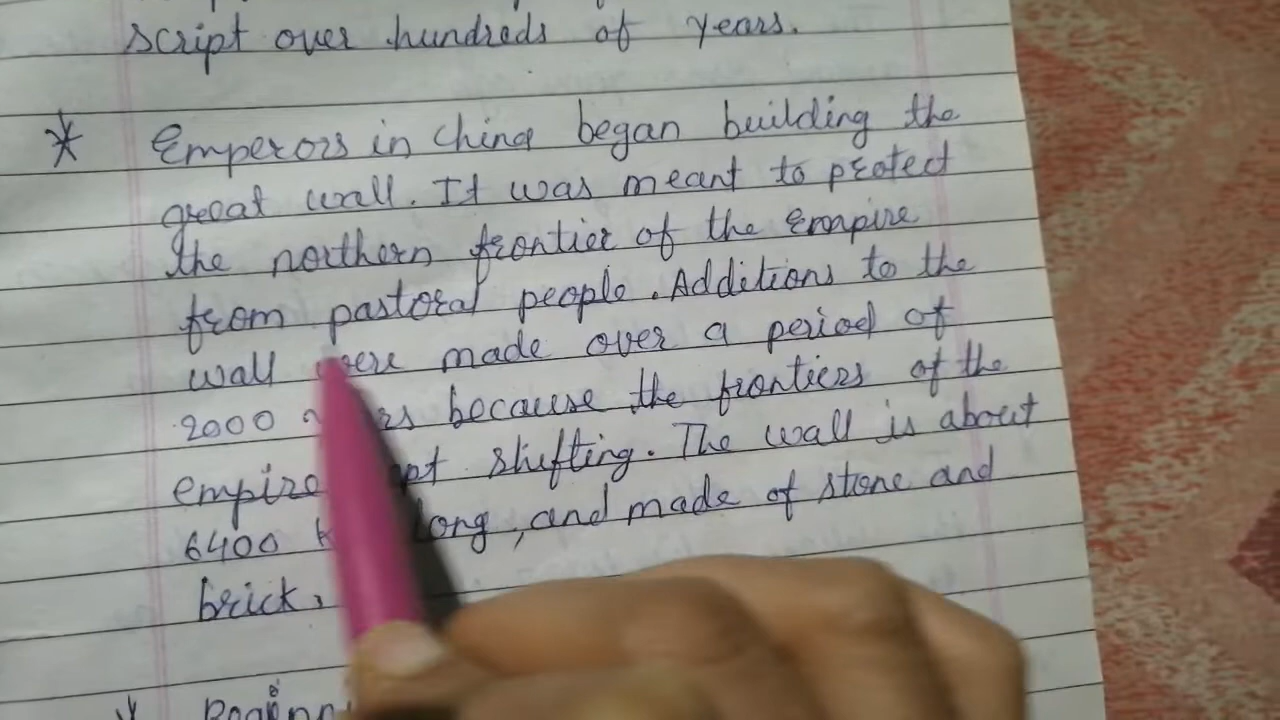 script over hundreds of years.
* Emperors in China began building the
great wall. It was meant to protect
the northern frontier of the Empire
from pastoral people. Additions to the
wall were made over a period of
2000 because the frontiers of the
empire shifting. The wall is about
6400 long, and made of stone and
brick.